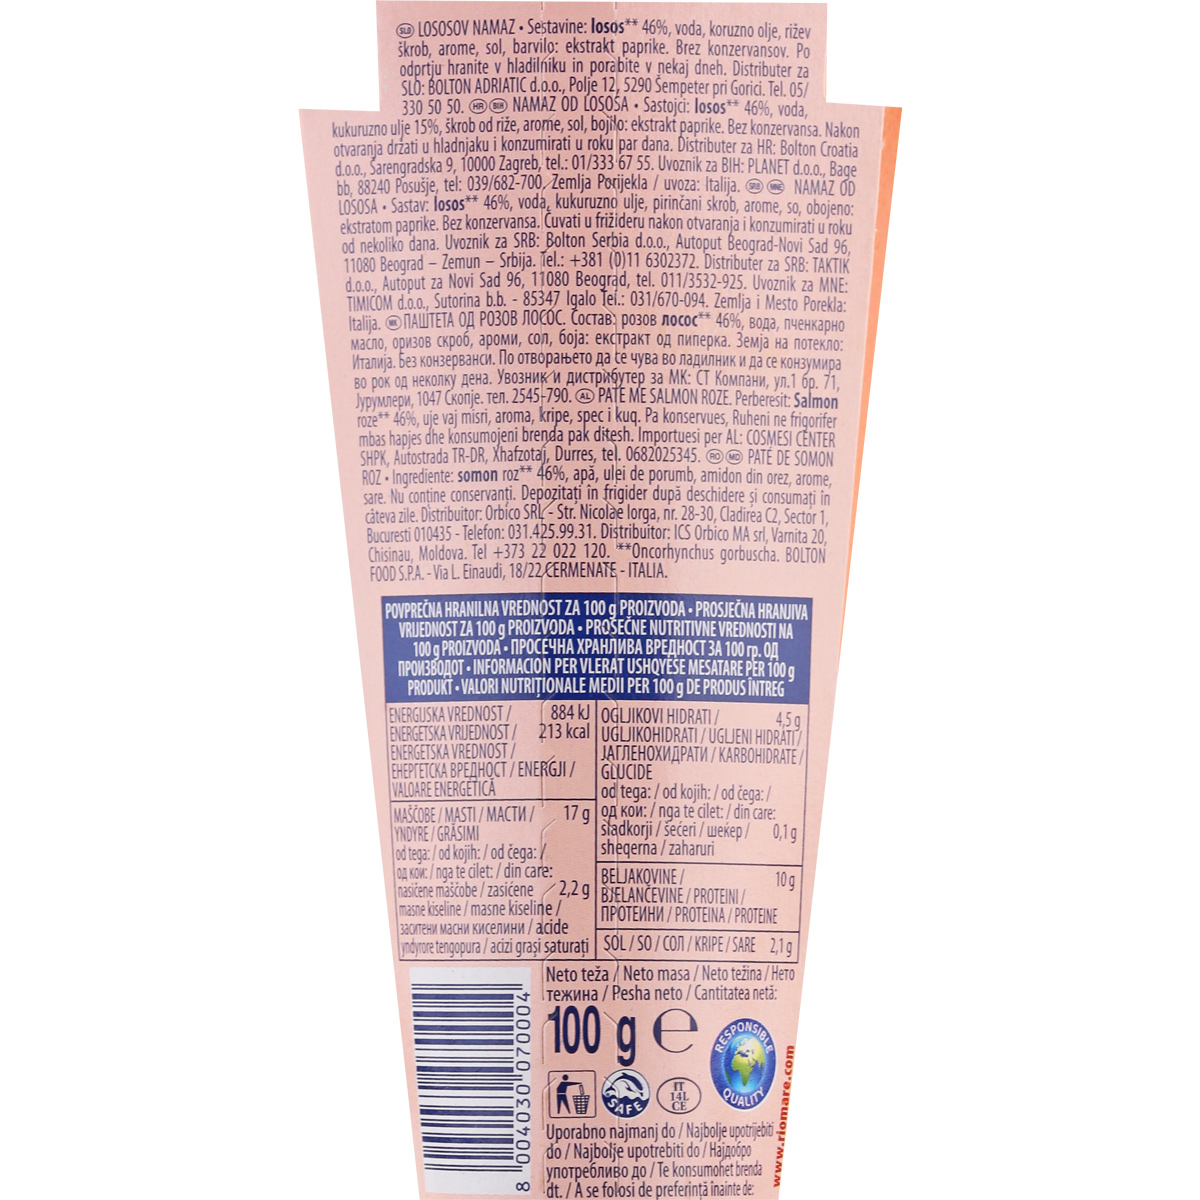 SLO LOSOSOV NAMAZ • Sestavine: losos** 46%, voda, koruzno olje, rižev
škrob, arome, sol, barvilo: ekstrakt paprike. Brez konzervansov. Po
odprtju hranite v hladilniku in porabite v nekaj dneh. Distributer za
SLO: BOLTON ADRIATIC d.o.o., Polje 12, 5290 Šempeter pri Gorici. Tel. 05/
330 50 50. HR BIH NAMAZ OD LOSOSA • Sastojci: losos** 46%, voda,
kukuruzno ulje 15%, škrob od riže, arome, sol, bojilo: ekstrakt paprike. Bez konzervansa. Nakon
otvaranja držati u hladnjaku i konzumirati u roku par dana. Distributer za HR: Bolton Croatia
d.o.o., Šarengradska 9, 10000 Zagreb, tel.: 01/333 67 55. Uvoznik za BIH: PLANET d.o.o., Bage
bb, 88240 Posušje, tel: 039/682-700. Zemlja Porijekla / uvoza: Italija. SRB MNE NAMAZ OD
LOSOSA • Sastav: losos** 46%, voda, kukuruzno ulje, pirinčani skrob, arome, so, obojeno:
ekstratom paprike. Bez konzervansa. Čuvati u frižideru nakon otvaranja i konzumirati u roku
od nekoliko dana. Uvoznik za SRB: Bolton Serbia d.o.o., Autoput Beograd-Novi Sad 96,
11080 Beograd – Zemun – Srbija. Tel.: +381 (0)11 6302372. Distributer za SRB: TAKTIK
d.o.o., Autoput za Novi Sad 96, 11080 Beograd, tel. 011/3532-925. Uvoznik za MNE:
TIMICOM d.o.o., Sutorina b.b. - 85347 Igalo Tel.: 031/670-094. Zemlja i Mesto Porekla:
Italija. MK ПАШТЕТА ОД РОЗОВ ЛОСОС. Состав: розов лосос** 46%, вода, пченкарно
масло, оризов скроб, ароми, сол, боја: екстракт од пиперка. Земја на потекло:
Италија. Без конзерванси. По отворањето да се чува во ладилник и да се конзумира
во рок од неколку дена. Увозник и дистрибутер за МК: СТ Компани, ул.1 бр. 71,
Јурумлери, 1047 Скопје. тел. 2545-790. AL PATE ME SALMON ROZE. Perberesit: Salmon
roze** 46%, uje vaj misri, aroma, kripe, spec i kuq. Pa konservues, Ruheni ne frigorifer
mbas hapjes dhe konsumojeni brenda pak ditesh. Importuesi per AL: COSMESI CENTER
SHPK, Autostrada TR-DR, Xhafzotaj, Durres, tel. 0682025345. RO MD PATÉ DE SOMON
ROZ • Ingrediente: somon roz** 46%, apă, ulei de porumb, amidon din orez, arome,
sare. Nu contine conservanți. Depozitați în frigider după deschidere și consumați în
câteva zile. Distribuitor: Orbico SRL - Str. Nicolae Iorga, nr. 28-30, Cladirea C2, Sector 1,
Bucuresti 010435 - Telefon: 031.425.99.31. Distribuitor: ICS Orbico MA srl, Varnita 20,
Chisinau, Moldova. Tel +373 22 022 120. **Oncorhynchus gorbuscha. BOLTON
FOOD S.P.A. - Via L. Einaudi, 18/22 CERMENATE - ITALIA.
POVPREČNA HRANILNA VREDNOST ZA 100 g PROIZVODA • PROSJEČNA HRANJIVA
VRIJEDNOST ZA 100 g PROIZVODA • PROSEČNE NUTRITIVNE VREDNOSTI NA
100 g PROIZVODA • ПРОСЕЧНА ХРАНЛИВА ВРЕДНОСТ ЗА 100 гр. ОД
ПРОИЗВОДОТ • INFORMACION PER VLERAT USHQYESE MESATARE PER 100 g
PRODUKT • VALORI NUTRIȚIONALE MEDII PER 100 g DE PRODUS ÎNTREG
ENERGIJSKA VREDNOST / 884 kJ
ENERGETSKA VRIJEDNOST / 213 kcal
ENERGETSKA VREDNOST /
ЕНЕРГЕТСКА ВРЕДНОСТ / ENERGJI /
VALOARE ENERGETICĂ
MAŠČOBE / MASTI / МАСТИ / 17 g
YNDYRE / GRĂSIMI
od tega: / od kojih: / od čega: /
од кои: / nga te cilet: / din care:
nasičene maščobe / zasićene 2,2 g
masne kiseline / masne kiseline /
заситени масни киселини / acide
yndyrore tengopura / acizi grași saturați
OGLJIKOVI HIDRATI / 4,5 g
UGLJIKOHIDRATI / UGLJENI HIDRATI /
ЈАГЛЕНОХИДРАТИ / KARBOHIDRATE /
GLUCIDE
od tega: / od kojih: / od čega: /
од кои: / nga te cilet: / din care:
sladkorji / šećeri / шеќер / 0,1 g
sheqerna / zaharuri
BELJAKOVINE / 10 g
BJELANČEVINE / PROTEINI /
ПРОТЕИНИ / PROTEINA / PROTEINE
SOL / SO / СОЛ / KRIPE / SARE 2,1 g
Neto teža / Neto masa / Neto težina / Нето
тежина / Pesha neto / Cantitatea netă:
100 g ℮
RESPONSIBLE
QUALITY
SAFE
IT
14L
CE
www.riomare.com
8 004030 070004
Uporabno najmanj do / Najbolje upotrijebiti
do / Najbolje upotrebiti do / Најдобро
употребливо до / Te konsumohet brenda
dt. / A se folosi de preferință înainte de: